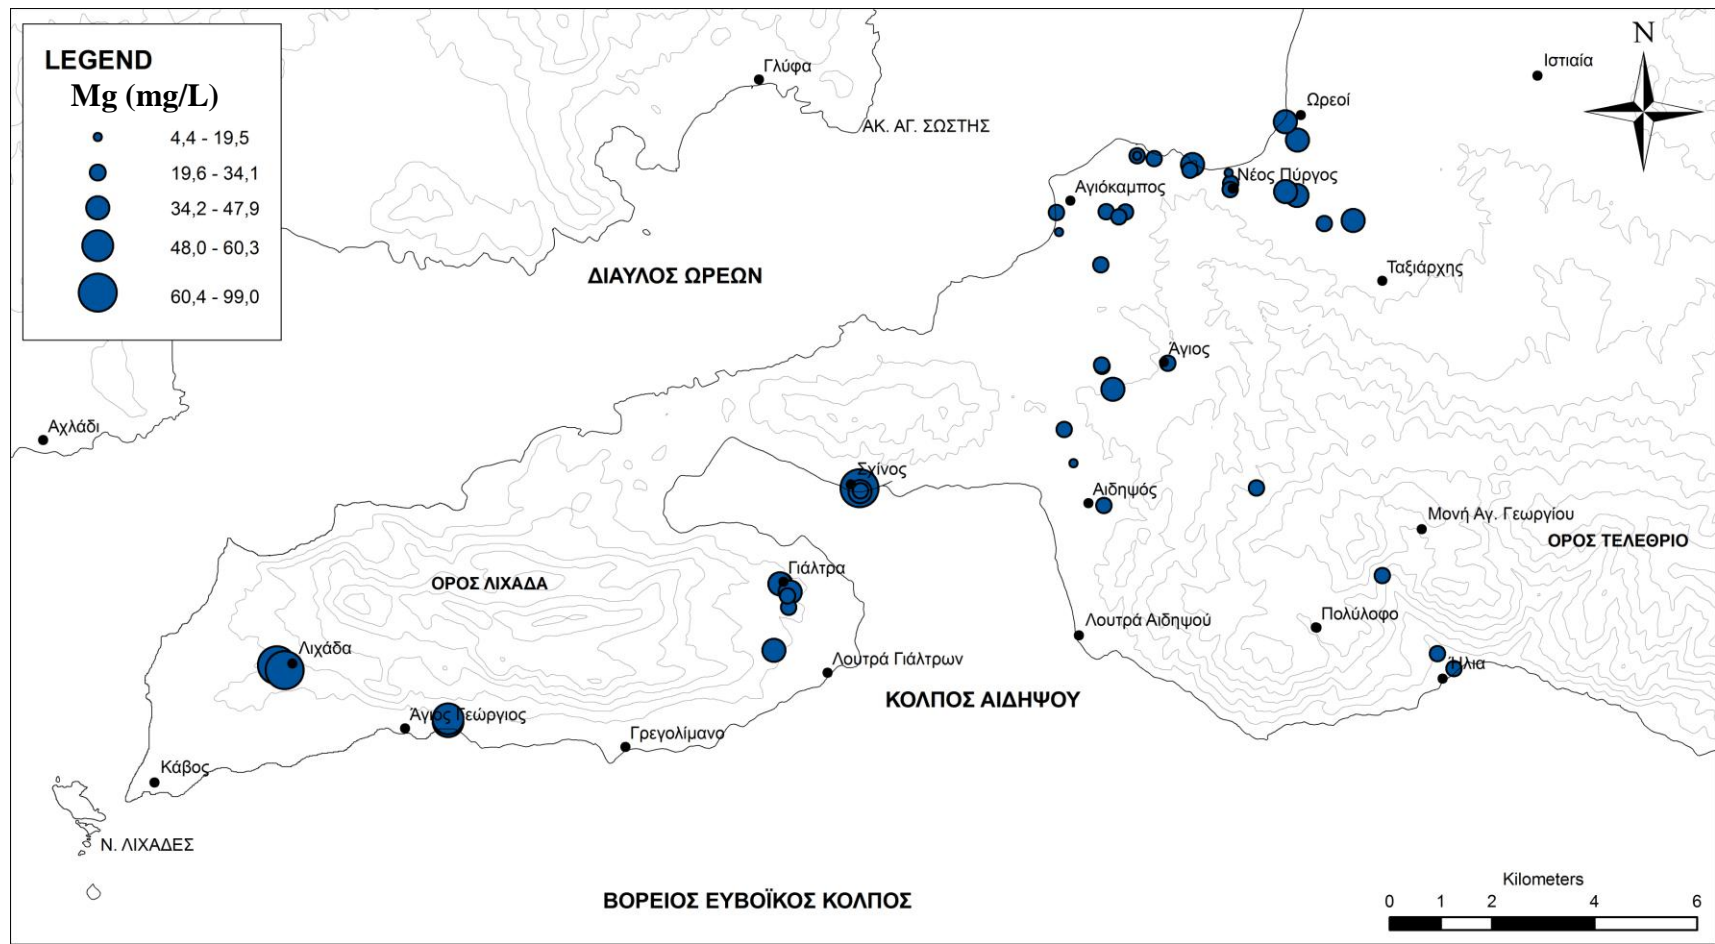 LEGEND
Mg (mg/L)
4,4 - 19,5
19,6 - 34,1
34,2 - 47,9
48,0 - 60,3
60,4 - 99,0
N
Ιστιαία
Γλύφα
Ωρεοί
ΑΚ. ΑΓ. ΣΩΣΤΗΣ
Νέος Πύργος
Αγιόκαμπος
ΔΙΑΥΛΟΣ ΩΡΕΩΝ
Ταξιάρχης
Άγιος
Αχλάδι
Σχίνος
Αιδηψός
Μονή Αγ. Γεωργίου
ΟΡΟΣ ΤΕΛΕΘΡΙΟ
Γιάλτρα
ΟΡΟΣ ΛΙΧΑΔΑ
Πολύλοφο
Λουτρά Αιδηψού
Λιχάδα
Λουτρά Γιάλτρων
Ήλια
ΚΟΛΠΟΣ ΑΙΔΗΨΟΥ
Άγιος Γεώργιος
Γρεγολίμανο
Κάβος
Ν. ΛΙΧΑΔΕΣ
ΒΟΡΕΙΟΣ ΕΥΒΟΪΚΟΣ ΚΟΛΠΟΣ
Kilometers
0 1 2 4 6